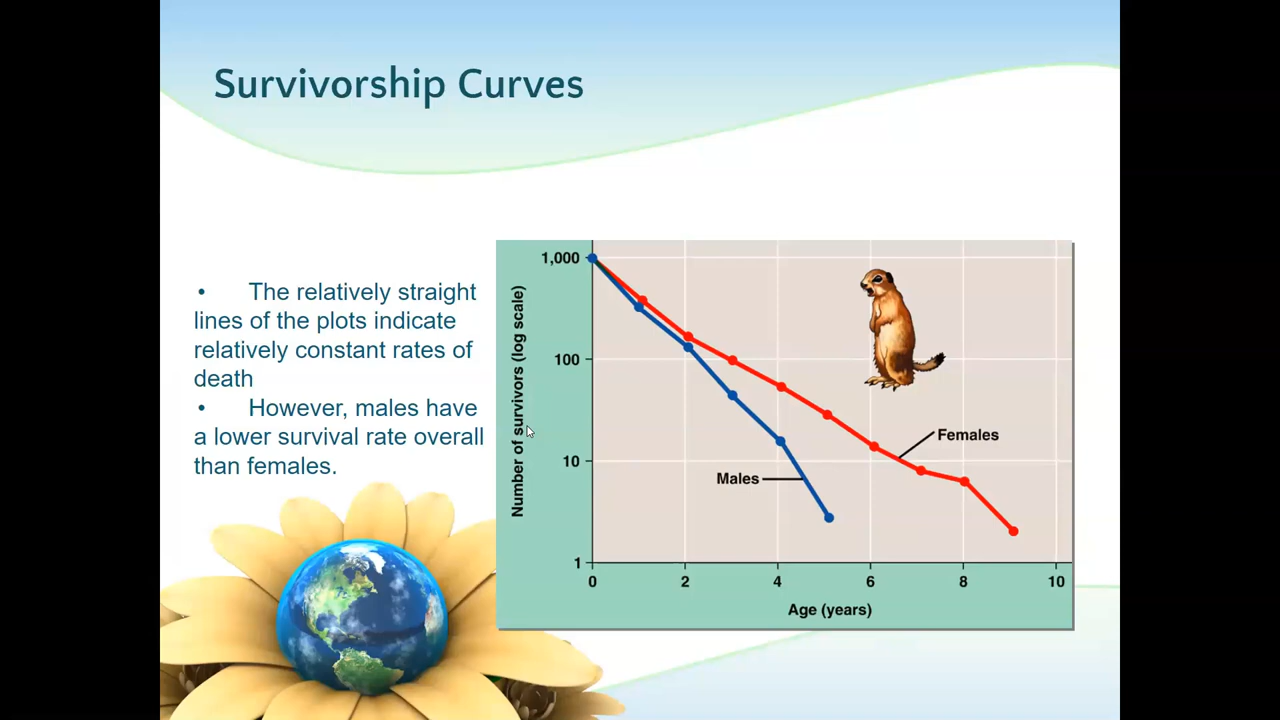 Survivorship Curves
• The relatively straight
lines of the plots indicate
relatively constant rates of
death
• However, males have
a lower survival rate overall
than females.
Number of survivors (log scale)
1,000
100
10
1
Females
Males
0 2 4 6 8 10
Age (years)